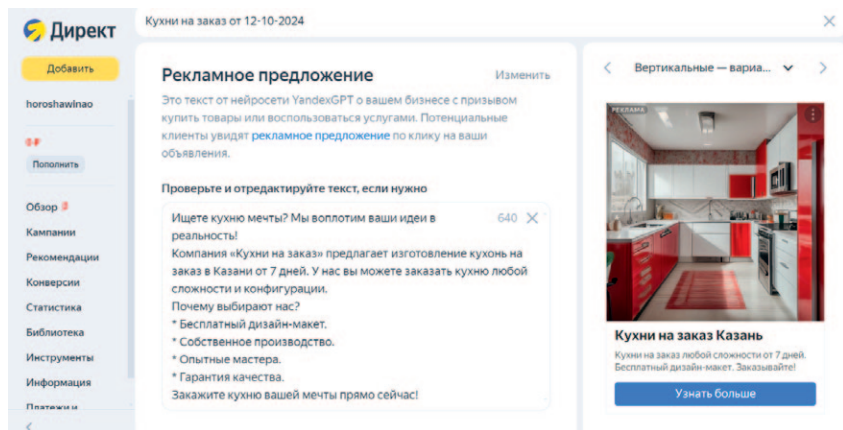 Директ
Кухни на заказ от 12-10-2024
Добавить
horoshawinao
0 ₽
Пополнить
Обзор
Кампании
Рекомендации
Конверсии
Статистика
Библиотека
Инструменты
Информация
Платежи и
Рекламное предложение
Изменить
Это текст от нейросети YandexGPT о вашем бизнесе с призывом
купить товары или воспользоваться услугами. Потенциальные
клиенты увидят рекламное предложение по клику на ваши
объявления.
Проверьте и отредактируйте текст, если нужно
Ищете кухню мечты? Мы воплотим ваши идеи в
640
реальность!
Компания «Кухни на заказ» предлагает изготовление кухонь на
заказ в Казани от 7 дней. У нас вы можете заказать кухню любой
сложности и конфигурации.
Почему выбирают нас?
* Бесплатный дизайн-макет.
* Собственное производство.
* Опытные мастера.
* Гарантия качества.
Закажите кухню вашей мечты прямо сейчас!
Вертикальные — вариа...
РЕКЛАМА
Кухни на заказ Казань
Кухни на заказ любой сложности от 7 дней.
Бесплатный дизайн-макет. Заказывайте!
Узнать больше